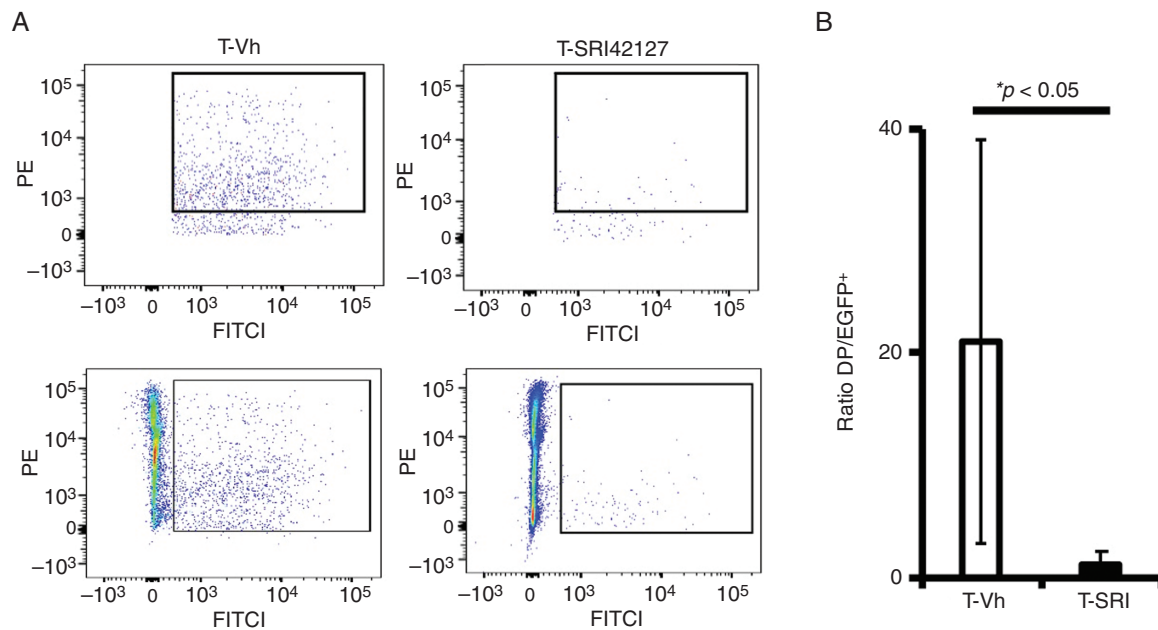 A
T-Vh
10⁵
10⁴
10³
0
–10³
PE
–10³ 0 10³ 10⁴ 10⁵
FITCI
T-SRI42127
10⁵
10⁴
10³
0
–10³
PE
–10³ 0 10³ 10⁴ 10⁵
FITCI
10⁵
10⁴
10³
0
–10³
PE
–10³ 0 10³ 10⁴ 10⁵
FITCI
10⁵
10⁴
10³
0
–10³
PE
–10³ 0 10³ 10⁴ 10⁵
FITCI
B
*p < 0.05
40
20
0
Ratio DP/EGFP⁺
T-Vh T-SRI